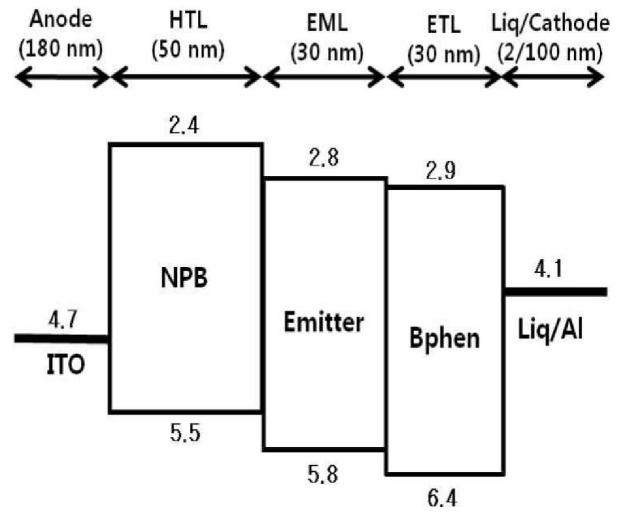 Anode HTL EML ETL Liq/Cathode
(180 nm) (50 nm) (30 nm) (30 nm) (2/100 nm)
2.4
2.8
2.9
NPB
4.1
4.7
Emitter
Bphen
Liq/Al
ITO
5.5
5.8
6.4